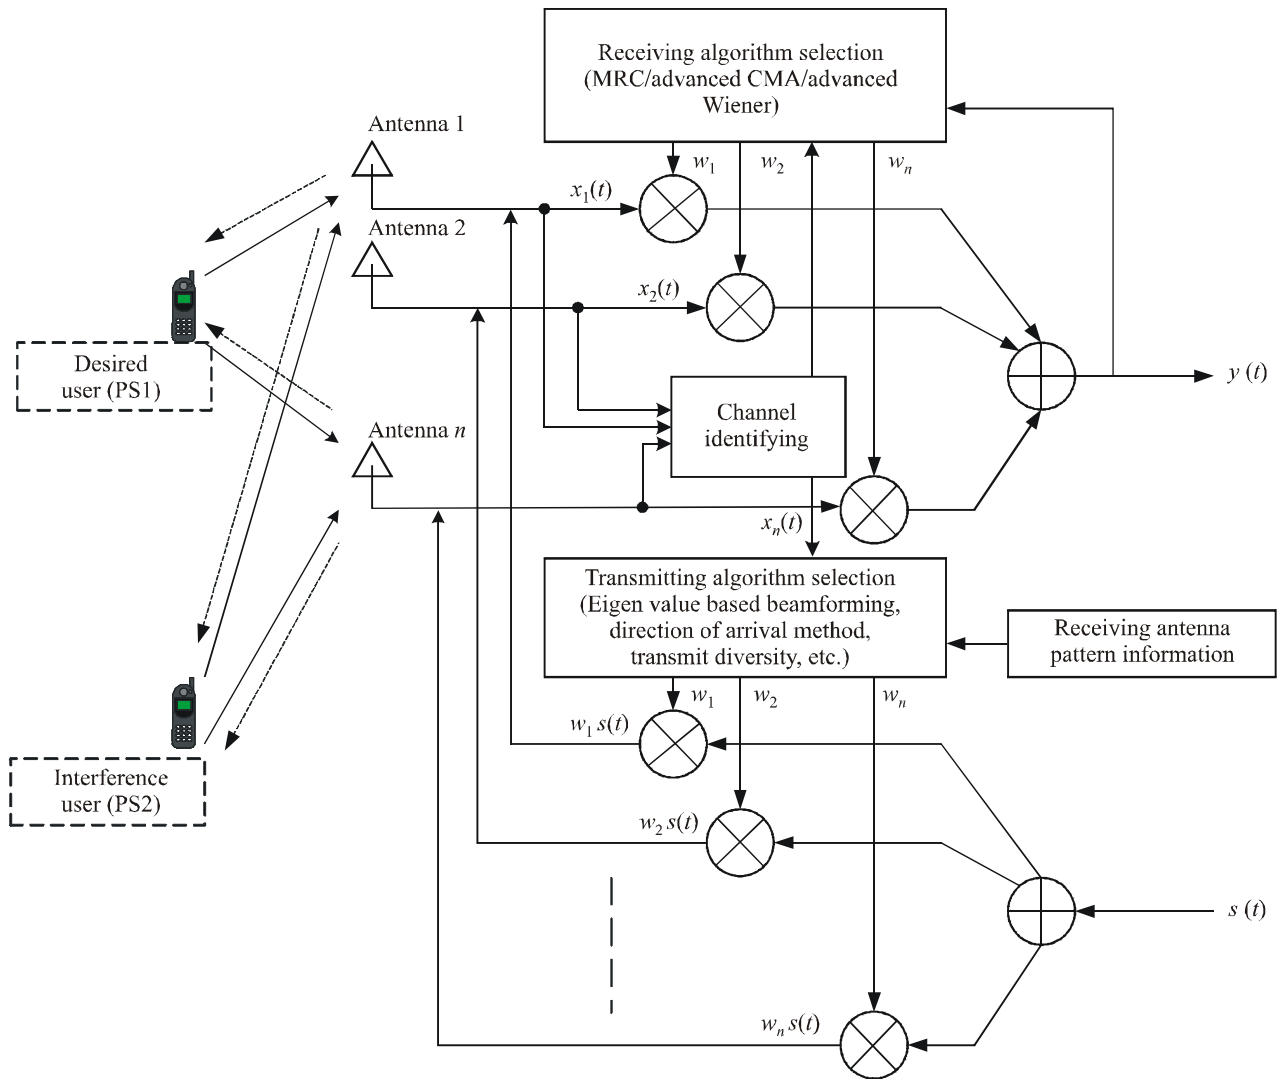 Receiving algorithm selection
(MRC/advanced CMA/advanced
Wiener)
Antenna 1
w1
w2
wn
x1(t)
Antenna 2
x2(t)
Desired
user (PS1)
y (t)
Channel
identifying
Antenna n
xn(t)
Transmitting algorithm selection
(Eigen value based beamforming,
direction of arrival method,
transmit diversity, etc.)
Receiving antenna
pattern information
w1
w2
wn
w1 s(t)
Interference
user (PS2)
w2 s(t)
s (t)
wn s(t)